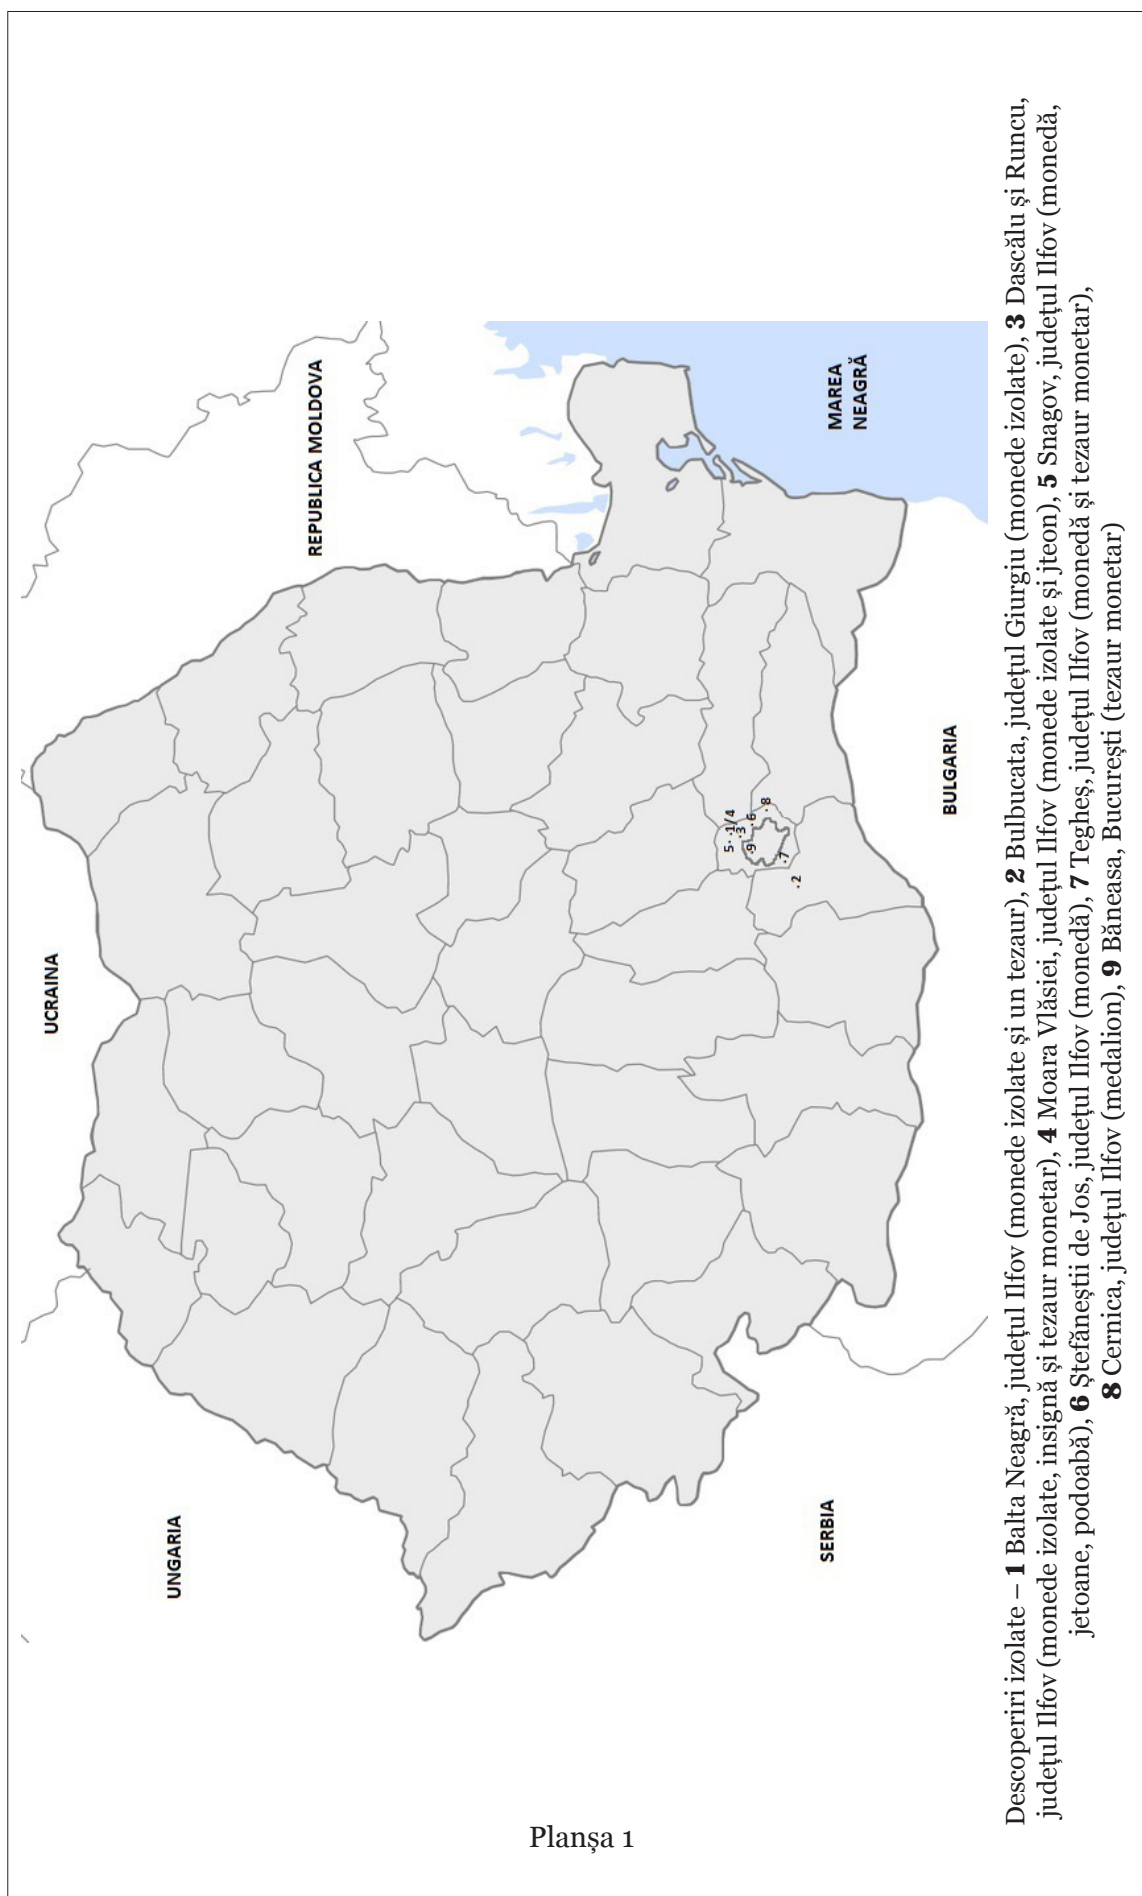 UCRAINA
UNGARIA
REPUBLICA MOLDOVA
5
1/4
3
6
9
8
7
2
MAREA
NEAGRĂ
SERBIA
BULGARIA
Descoperiri izolate – 1 Balta Neagră, județul Ilfov (monede izolate și un tezaur), 2 Bulbucata, județul Giurgiu (monede izolate), 3 Dascălu și Runcu,
județul Ilfov (monede izolate, insignă și tezaur monetar), 4 Moara Vlăsiei, județul Ilfov (monede izolate și jteon), 5 Snagov, județul Ilfov (monedă,
jetoane, podoabă), 6 Ștefăneștii de Jos, județul Ilfov (monedă), 7 Tegheș, județul Ilfov (monedă și tezaur monetar),
8 Cernica, județul Ilfov (medalion), 9 Băneasa, București (tezaur monetar)
Planșa 1